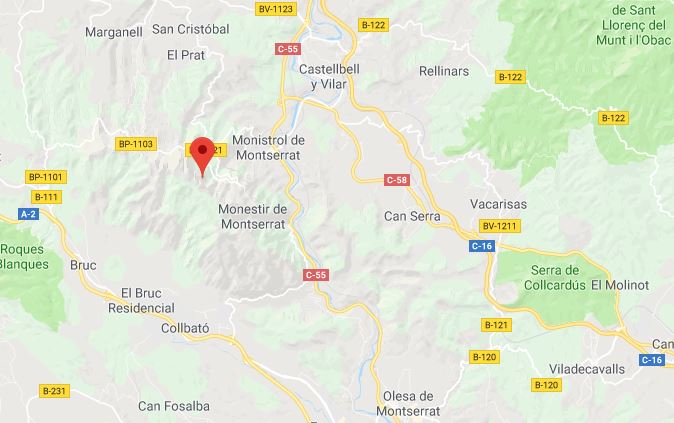 BV-1123
B-122
de Sant
Llorenç del
Munt i l'Obac
Marganell
San Cristóbal
El Prat
C-55
Castellbell
y Vilar
Rellinars
B-122
B-122
BP-1103
21
Monistrol de
Montserrat
BP-1101
B-111
A-2
C-58
Monestir de
Montserrat
Can Serra
Vacarisas
BV-1211
C-16
Roques
Blanques
Bruc
C-55
Serra de
Collcardús
El Molinot
El Bruc
Residencial
Collbató
B-121
B-120
C-16
Can
Viladecavalls
B-231
Can Fosalba
Olesa de
Montserrat
B-120